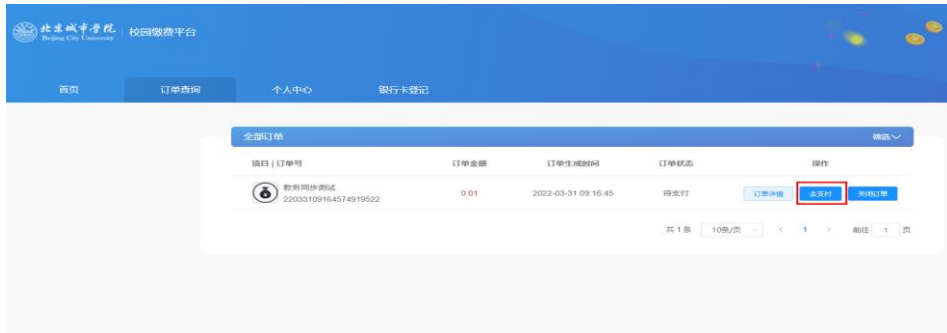 北京城市学院 校园缴费平台
Beijing City University
首页 订单查询 个人中心 银行卡登记
全部订单 筛选
项目 | 订单号 订单金额 订单生成时间 订单状态 操作
教务同步测试 0.01 2022-03-31 09:16:45 待支付 订单详情 去支付 关闭订单
22033109164574919522
共 1 条 10条/页 < 1 > 前往 1 页